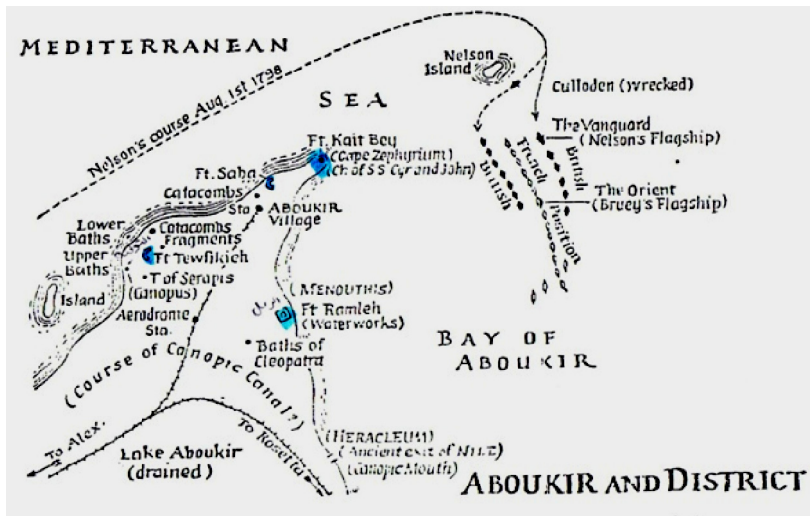 MEDITERRANEAN
SEA
Nelson's course Aug 1st 1798
Nelson
Island
Culloden (wrecked)
The Vanguard
(Nelson's Flagship)
British
French
Position
British
The Orient
(Bruey's Flagship)
Ft. Kait Bey
(Cape Zephyrium)
(Ch. of S S Cyr and John)
Ft. Saba
Catacombs
Sta.
ABOUKIR
Village
Lower
Baths
Catacombs
Fragments
Upper
Baths
Ft Tewfikieh
T of Serapis
(Canopus)
Island
Aerodrome
Sta.
(MENOUTHIS)
Ft Ramleh
(Waterworks)
Baths of
Cleopatra
BAY OF
ABOUKIR
(Course of Canopic Canal?)
To Alex.
Lake Aboukir
(drained)
To Rosetta
(HERACLEUM)
(Ancient exit of NILE)
(Canopic Mouth)
ABOUKIR AND DISTRICT